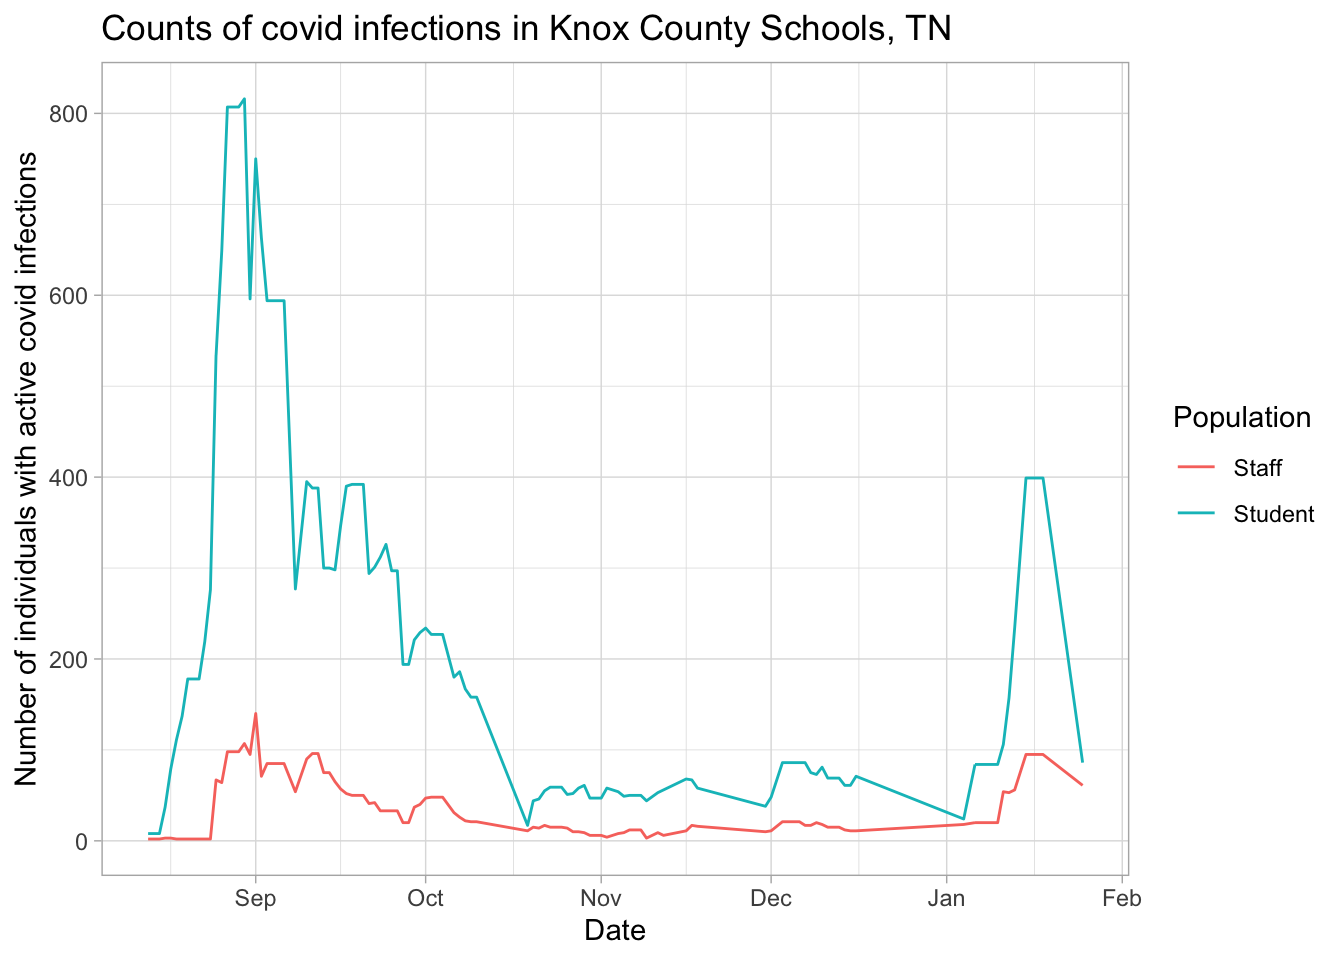 Counts of covid infections in Knox County Schools, TN
Number of individuals with active covid infections
800
600
400
200
0
Sep Oct Nov Dec Jan Feb
Date
Population
Staff
Student